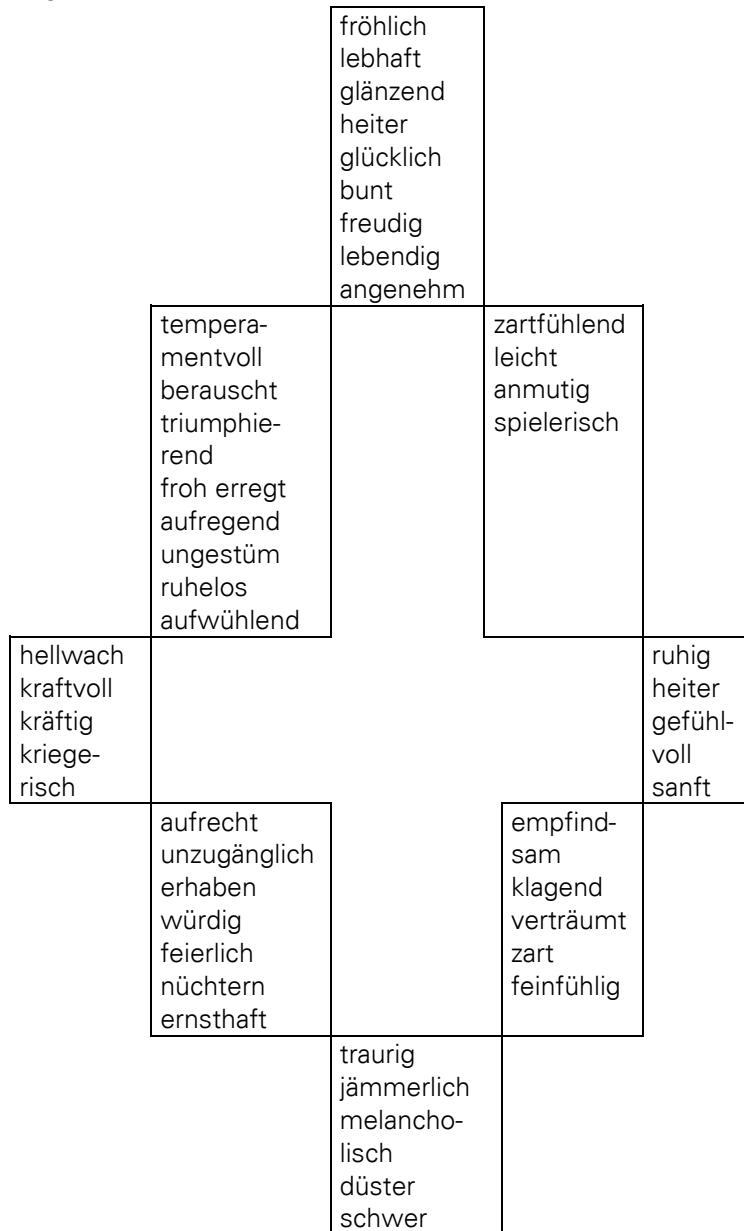 fröhlich
lebhaft
glänzend
heiter
glücklich
bunt
freudig
lebendig
angenehm
tempera-
mentvoll
berauscht
triumphie-
rend
froh erregt
aufregend
ungestüm
ruhelos
aufwühlend
zartfühlend
leicht
anmutig
spielerisch
hellwach
kraftvoll
kräftig
kriege-
risch
ruhig
heiter
gefühl-
voll
sanft
aufrecht
unzugänglich
erhaben
würdig
feierlich
nüchtern
ernsthaft
empfind-
sam
klagend
verträumt
zart
feinfühlig
traurig
jämmerlich
melancho-
lisch
düster
schwer